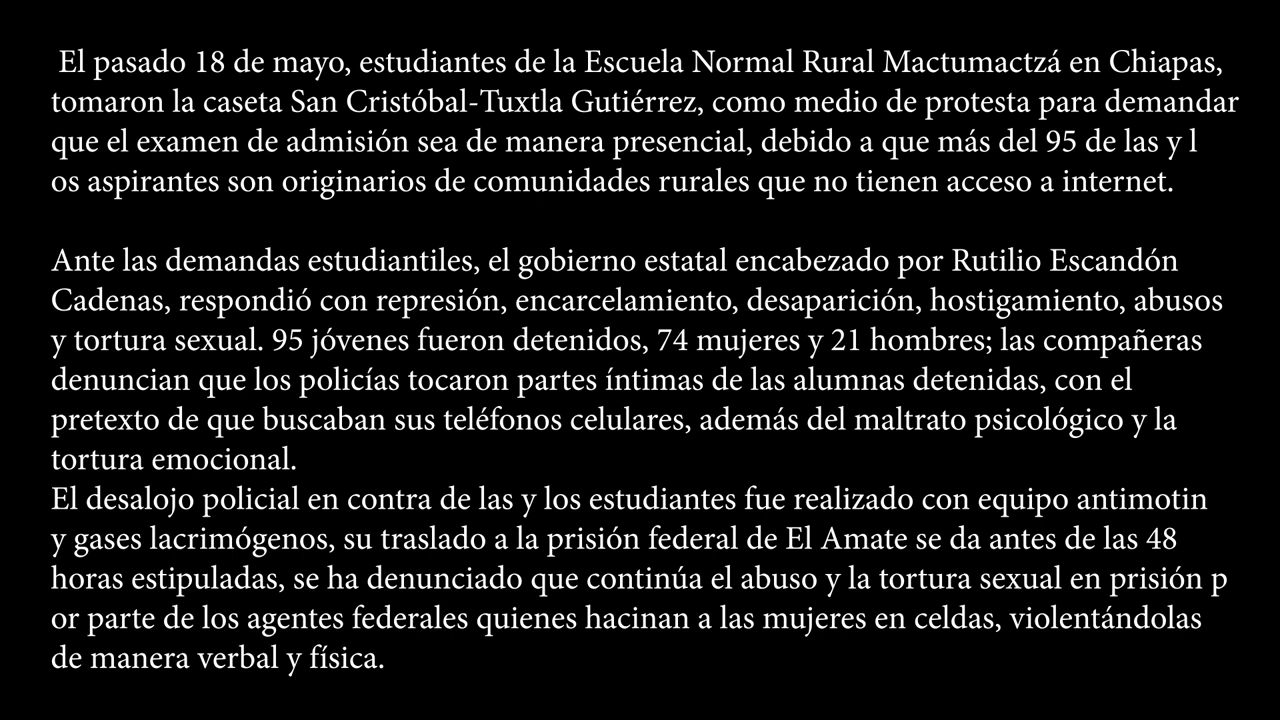 El pasado 18 de mayo, estudiantes de la Escuela Normal Rural Mactumactzá en Chiapas,
tomaron la caseta San Cristóbal-Tuxtla Gutiérrez, como medio de protesta para demandar
que el examen de admisión sea de manera presencial, debido a que más del 95 de las y l
os aspirantes son originarios de comunidades rurales que no tienen acceso a internet.
Ante las demandas estudiantiles, el gobierno estatal encabezado por Rutilio Escandón
Cadenas, respondió con represión, encarcelamiento, desaparición, hostigamiento, abusos
y tortura sexual. 95 jóvenes fueron detenidos, 74 mujeres y 21 hombres; las compañeras
denuncian que los policías tocaron partes íntimas de las alumnas detenidas, con el
pretexto de que buscaban sus teléfonos celulares, además del maltrato psicológico y la
tortura emocional.
El desalojo policial en contra de las y los estudiantes fue realizado con equipo antimotin
y gases lacrimógenos, su traslado a la prisión federal de El Amate se da antes de las 48
horas estipuladas, se ha denunciado que continúa el abuso y la tortura sexual en prisión p
or parte de los agentes federales quienes hacinan a las mujeres en celdas, violentándolas
de manera verbal y física.